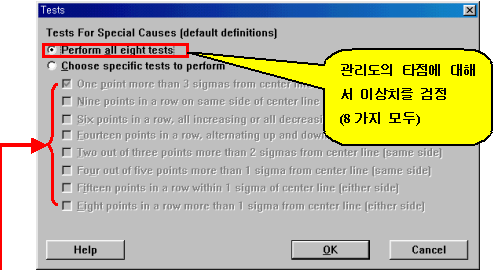 Tests
Tests For Special Causes (default definitions)
Perform all eight tests
Choose specific tests to perform
One point more than 3 sigmas from center
Nine points in a row on same side of center line
Six points in a row, all increasing or all decreasing
Fourteen points in a row, alternating up and down
Two out of three points more than 2 sigmas from center line (same side)
Four out of five points more than 1 sigma from center line (same side)
Fifteen points in a row within 1 sigma of center line (either side)
Eight points in a row more than 1 sigma from center line (either side)
관리도의 타점에 대해
서 이상치를 검정
(8 가지 모두)
Help
OK
Cancel